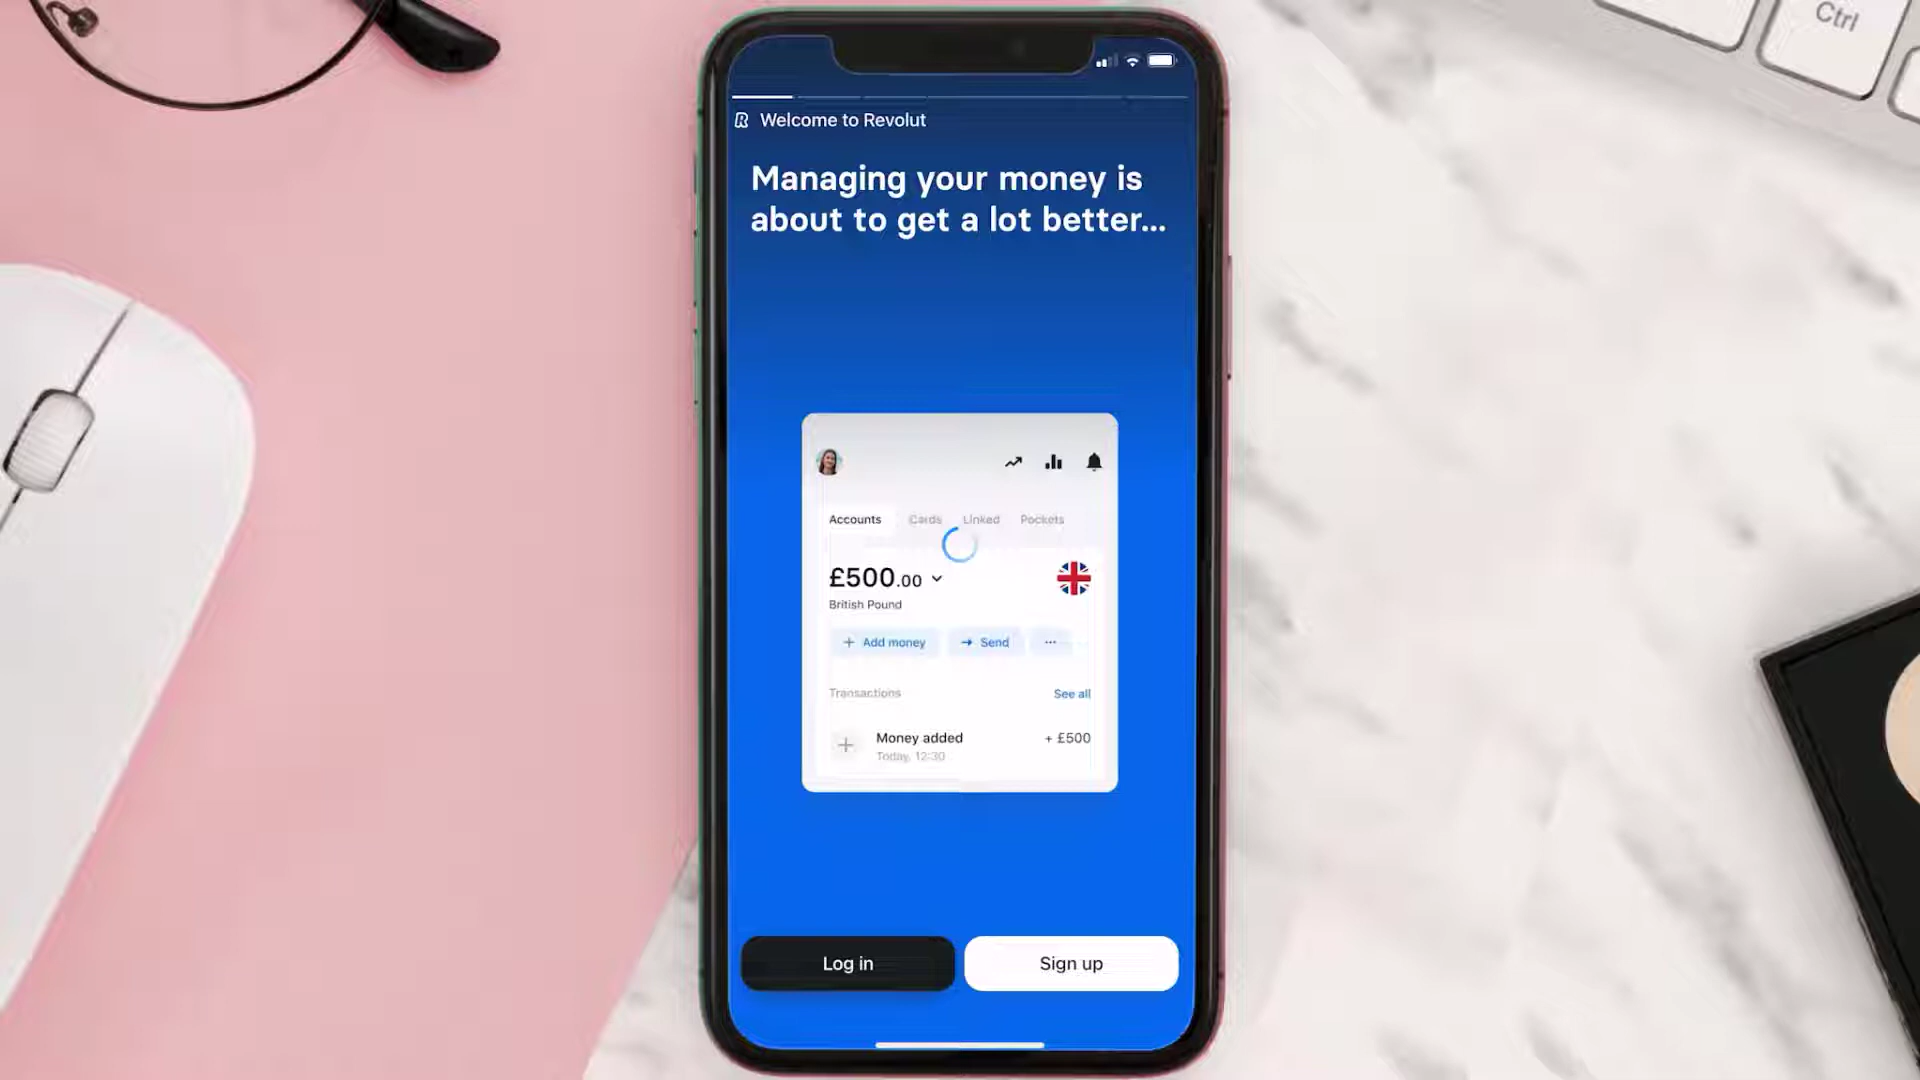 Ctrl
Welcome to Revolut
Managing your money is
about to get a lot better...
Accounts Cards Linked Pockets
£500.00
British Pound
+ Add money → Send ...
Transactions See all
Money added + £500
Today, 12:30
Log in Sign up